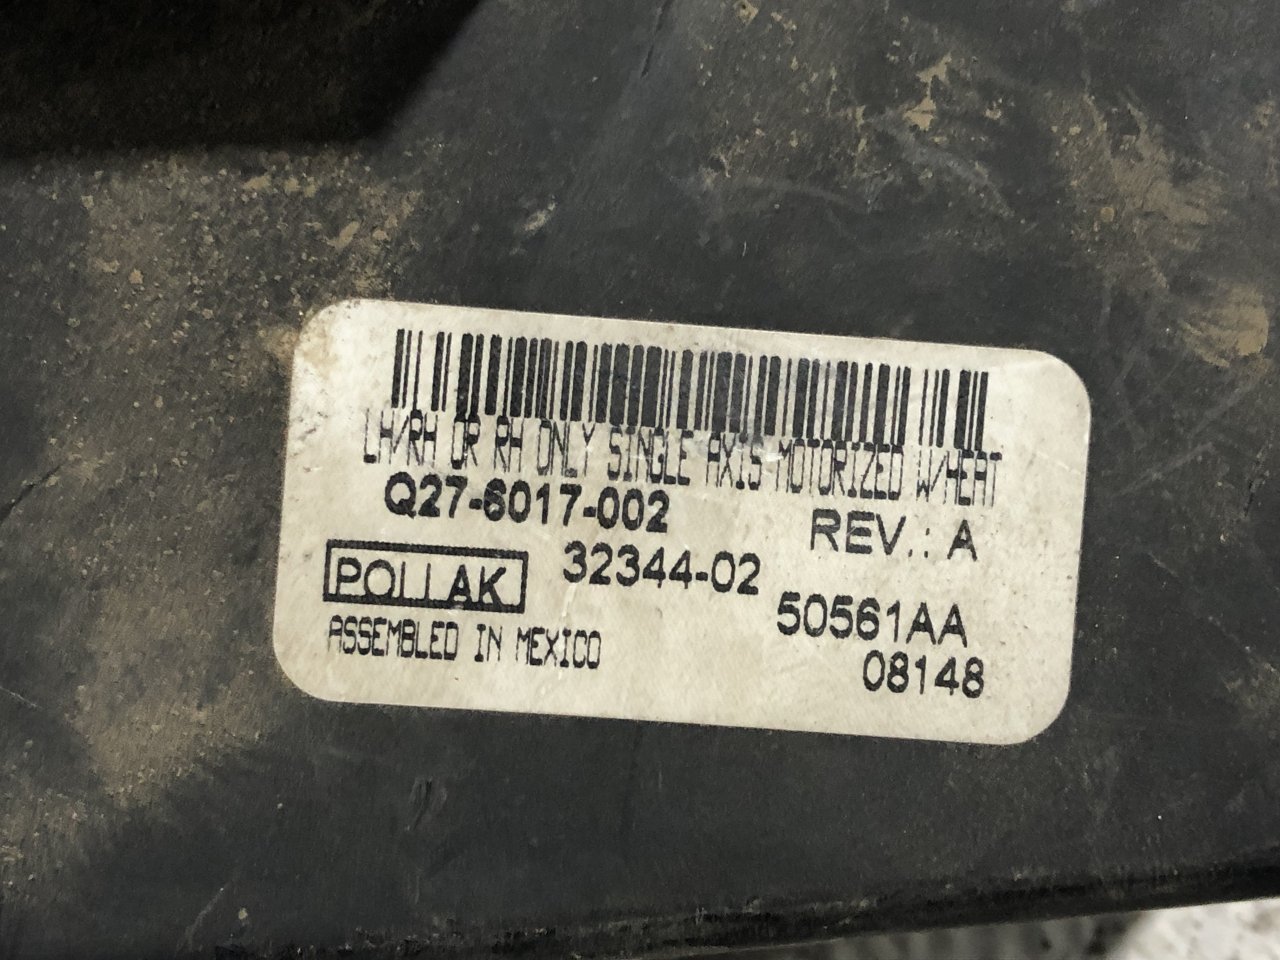 LH/RH OR RH ONLY SINGLE AXIS MOTORIZED W/HEAT
Q27-6017-002 REV.: A
POLLAK 32344-02
50561AA
ASSEMBLED IN MEXICO
08148